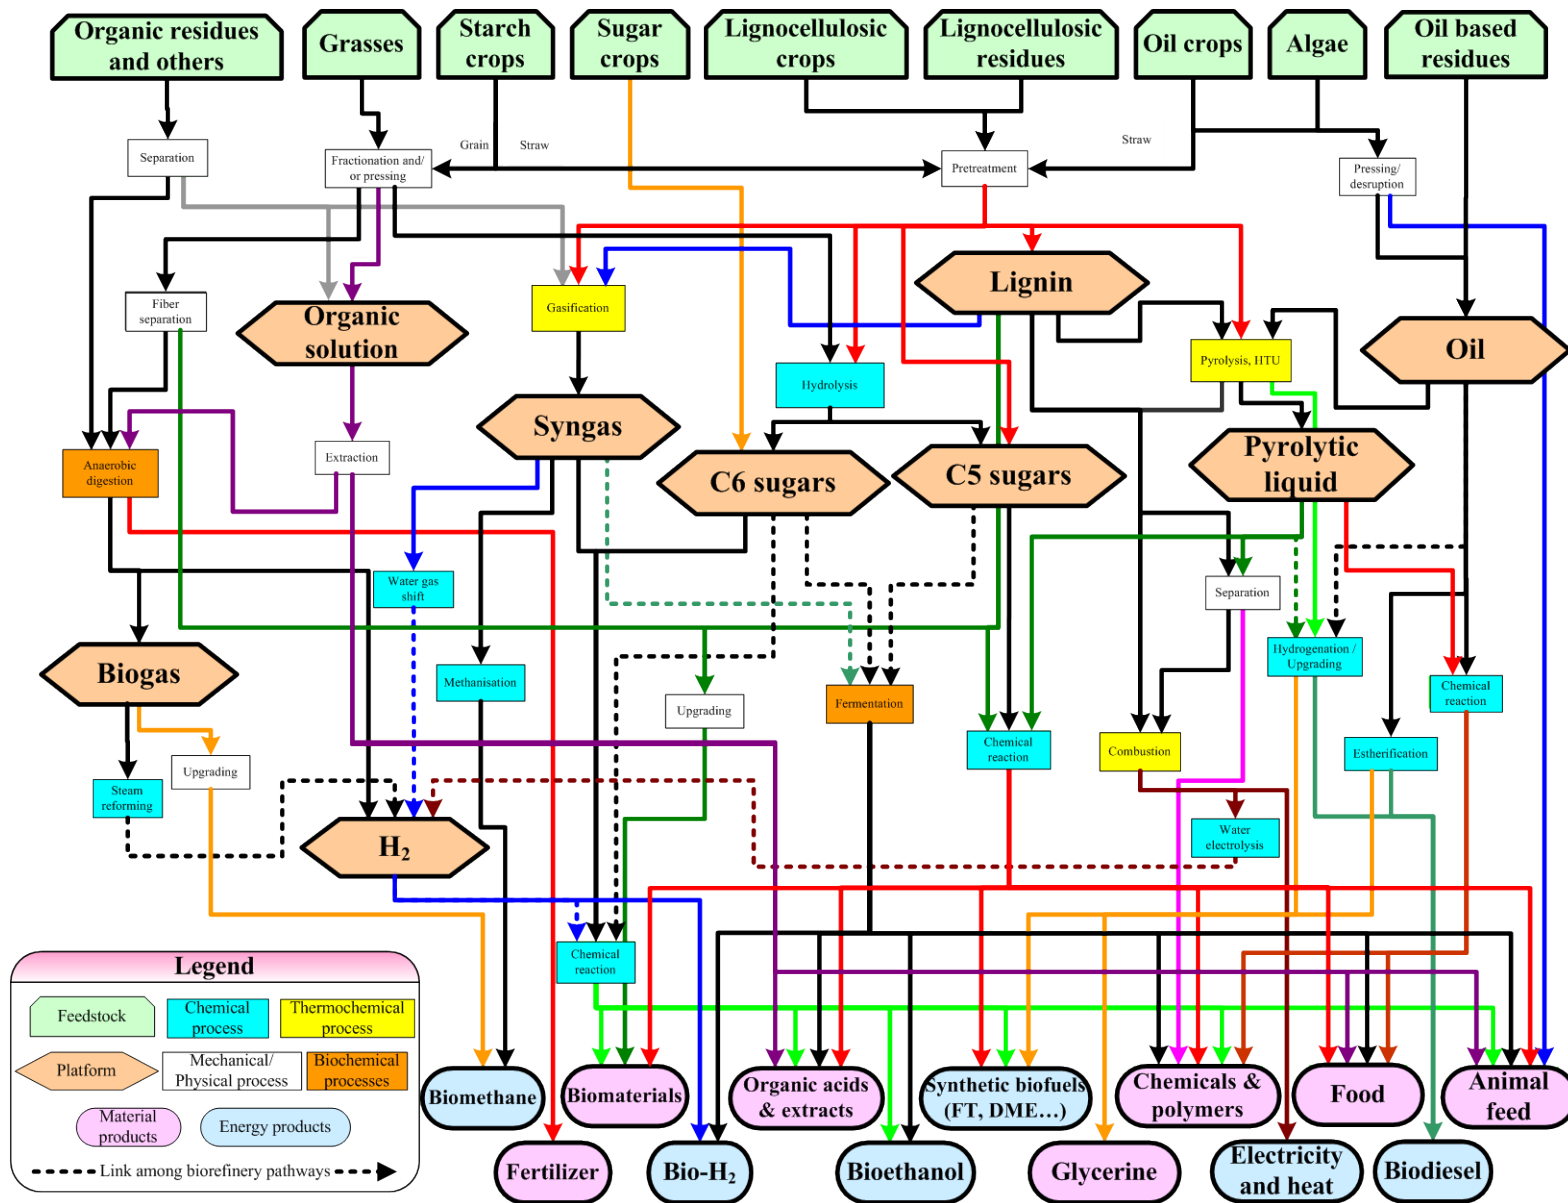 Organic residues
and others
Grasses
Starch
crops
Sugar
crops
Lignocellulosic
crops
Lignocellulosic
residues
Oil crops
Algae
Oil based
residues
Separation
Fractionation and/
or pressing
Grain
Straw
Pretreatment
Straw
Pressing/
desruption
Fiber
separation
Organic
solution
Gasification
Lignin
Pyrolysis, HTU
Oil
Hydrolysis
Syngas
Anaerobic
digestion
Extraction
C6 sugars
C5 sugars
Pyrolytic
liquid
Water gas
shift
Separation
Biogas
Methanisation
Upgrading
Fermentation
Hydrogenation /
Upgrading
Chemical
reaction
Steam
reforming
Upgrading
Chemical
reaction
Combustion
Estherification
H2
Water
electrolysis
Chemical
reaction
Legend
Feedstock
Chemical
process
Thermochemical
process
Platform
Mechanical/
Physical process
Biochemical
processes
Material
products
Energy products
Link among biorefinery pathways
Biomethane
Biomaterials
Organic acids
& extracts
Synthetic biofuels
(FT, DME…)
Chemicals &
polymers
Food
Animal
feed
Fertilizer
Bio-H2
Bioethanol
Glycerine
Electricity
and heat
Biodiesel